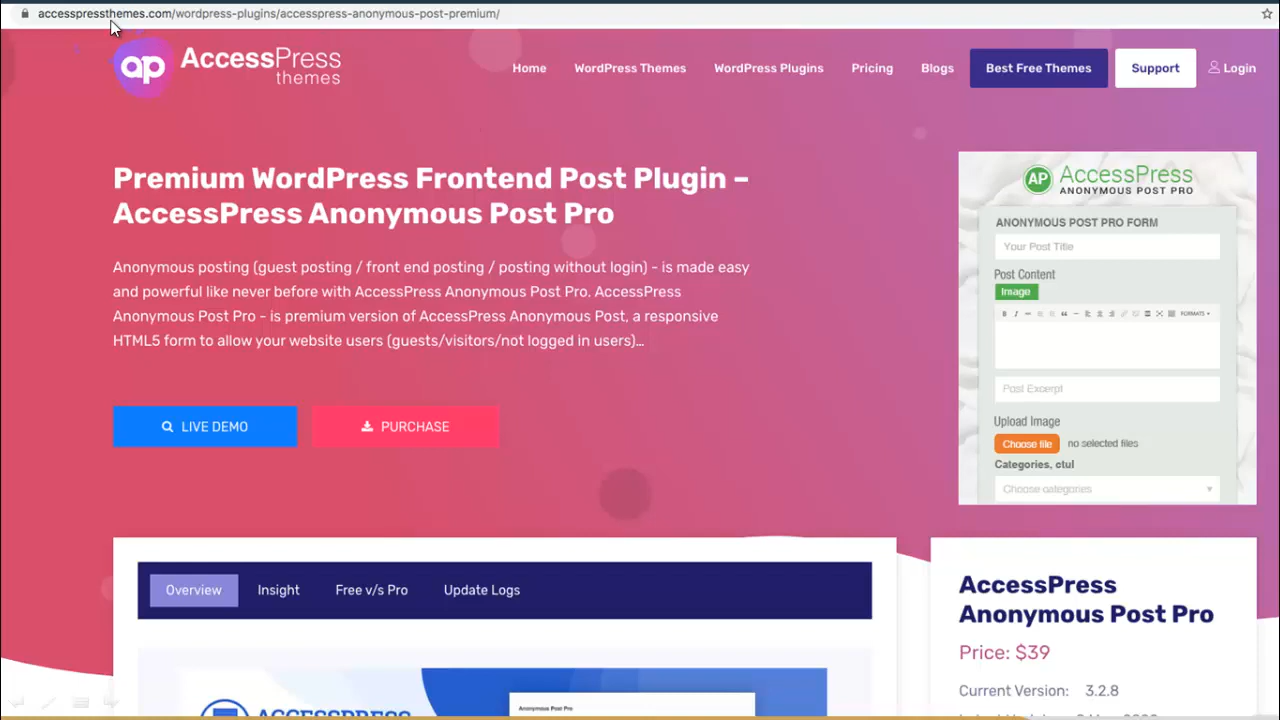 accesspressthemes.com/wordpress-plugins/accesspress-anonymous-post-premium/
ap AccessPress
themes
Home WordPress Themes WordPress Plugins Pricing Blogs Best Free Themes Support Login
Premium WordPress Frontend Post Plugin –
AccessPress Anonymous Post Pro
Anonymous posting (guest posting / front end posting / posting without login) - is made easy
and powerful like never before with AccessPress Anonymous Post Pro. AccessPress
Anonymous Post Pro - is premium version of AccessPress Anonymous Post, a responsive
HTML5 form to allow your website users (guests/visitors/not logged in users)...
LIVE DEMO PURCHASE
AP AccessPress
ANONYMOUS POST PRO
ANONYMOUS POST PRO FORM
Your Post Title
Post Content
Image
B I FORMATS
Post Excerpt
Upload Image
Choose file no selected files
Categories, ctul
Choose categories
Overview Insight Free v/s Pro Update Logs
ACCESSPRESS
Anonymous Post Pro
AccessPress
Anonymous Post Pro
Price: $39
Current Version: 3.2.8